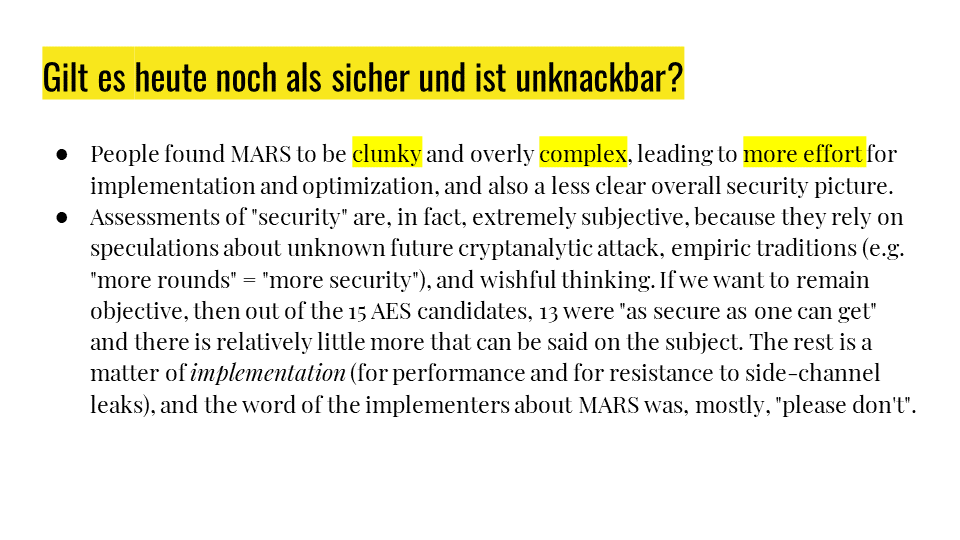 Gilt es heute noch als sicher und ist unknackbar?
● People found MARS to be clunky and overly complex, leading to more effort for
implementation and optimization, and also a less clear overall security picture.
● Assessments of "security" are, in fact, extremely subjective, because they rely on
speculations about unknown future cryptanalytic attack, empiric traditions (e.g.
"more rounds" = "more security"), and wishful thinking. If we want to remain
objective, then out of the 15 AES candidates, 13 were "as secure as one can get"
and there is relatively little more that can be said on the subject. The rest is a
matter of implementation (for performance and for resistance to side-channel
leaks), and the word of the implementers about MARS was, mostly, "please don't".